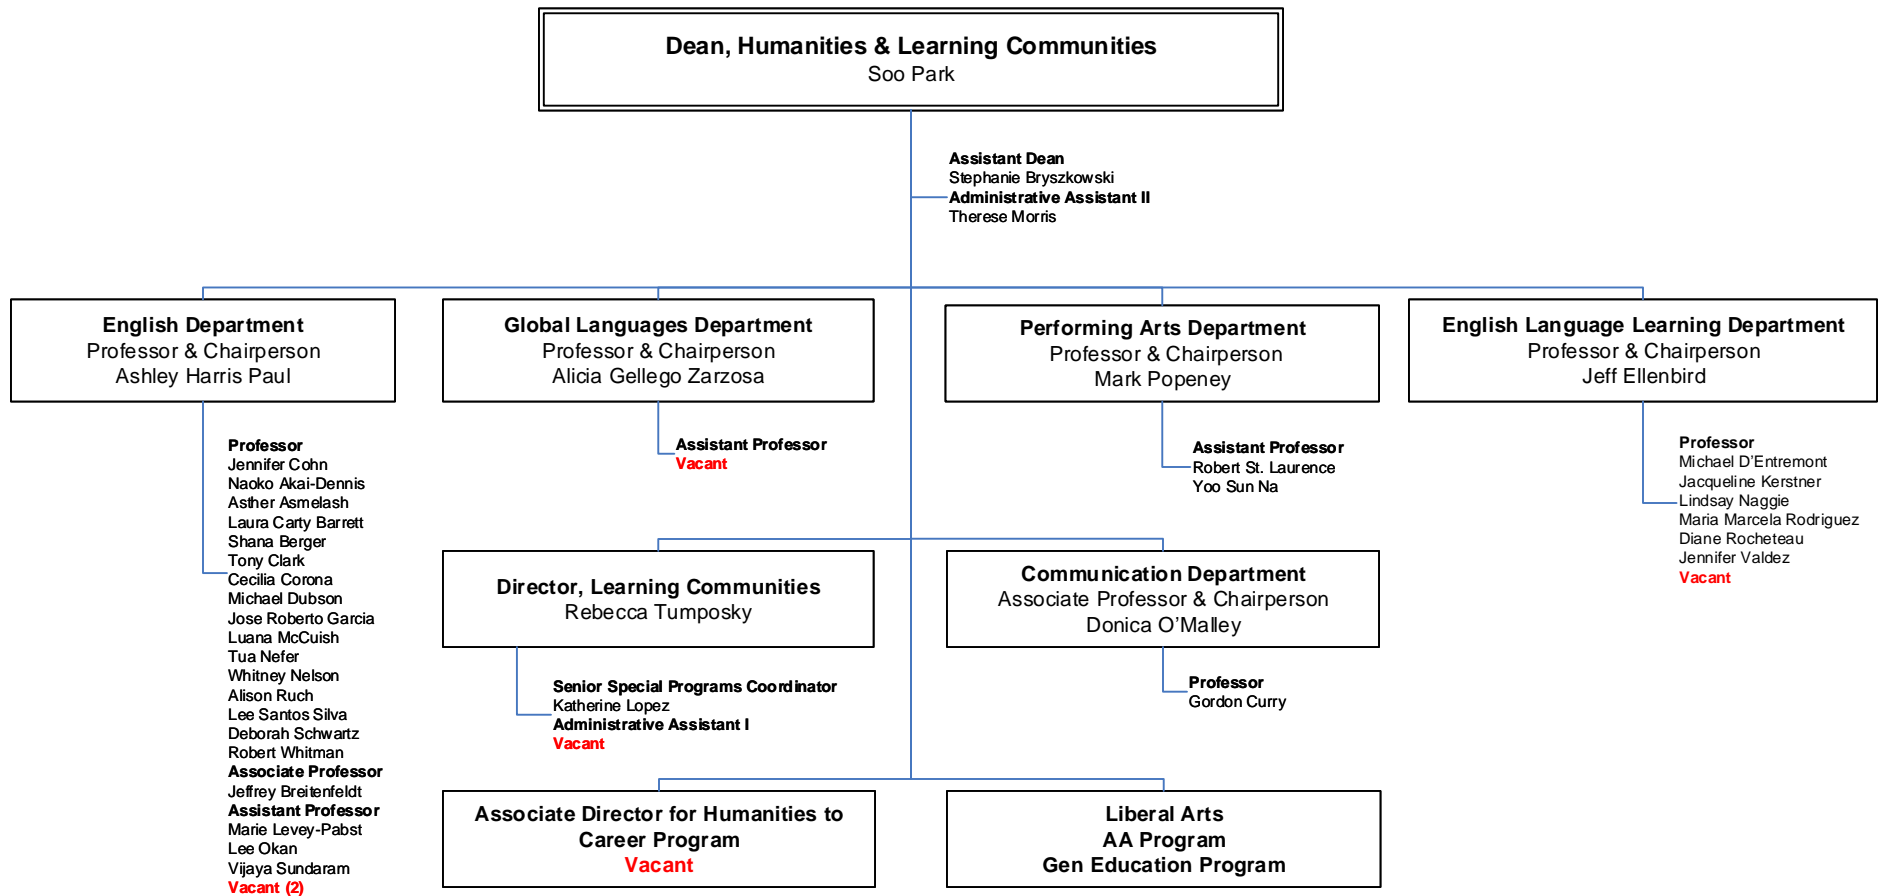 Dean, Humanities & Learning Communities
Soo Park
Assistant Dean
Stephanie Bryszkowski
Administrative Assistant II
Therese Morris
English Department
Professor & Chairperson
Ashley Harris Paul
Global Languages Department
Professor & Chairperson
Alicia Gellego Zarzosa
Performing Arts Department
Professor & Chairperson
Mark Popeney
English Language Learning Department
Professor & Chairperson
Jeff Ellenbird
Professor
Jennifer Cohn
Naoko Akai-Dennis
Asther Asmelash
Laura Carty Barrett
Shana Berger
Tony Clark
Cecilia Corona
Michael Dubson
Jose Roberto Garcia
Luana McCuish
Tua Nefer
Whitney Nelson
Alison Ruch
Lee Santos Silva
Deborah Schwartz
Robert Whitman
Associate Professor
Jeffrey Breitenfeldt
Assistant Professor
Marie Levey-Pabst
Lee Okan
Vijaya Sundaram
Vacant (2)
Assistant Professor
Vacant
Assistant Professor
Robert St. Laurence
Yoo Sun Na
Professor
Michael D’Entremont
Jacqueline Kerstner
Lindsay Naggie
Maria Marcela Rodriguez
Diane Rocheteau
Jennifer Valdez
Vacant
Director, Learning Communities
Rebecca Tumposky
Communication Department
Associate Professor & Chairperson
Donica O’Malley
Senior Special Programs Coordinator
Katherine Lopez
Administrative Assistant I
Vacant
Professor
Gordon Curry
Associate Director for Humanities to
Career Program
Vacant
Liberal Arts
AA Program
Gen Education Program